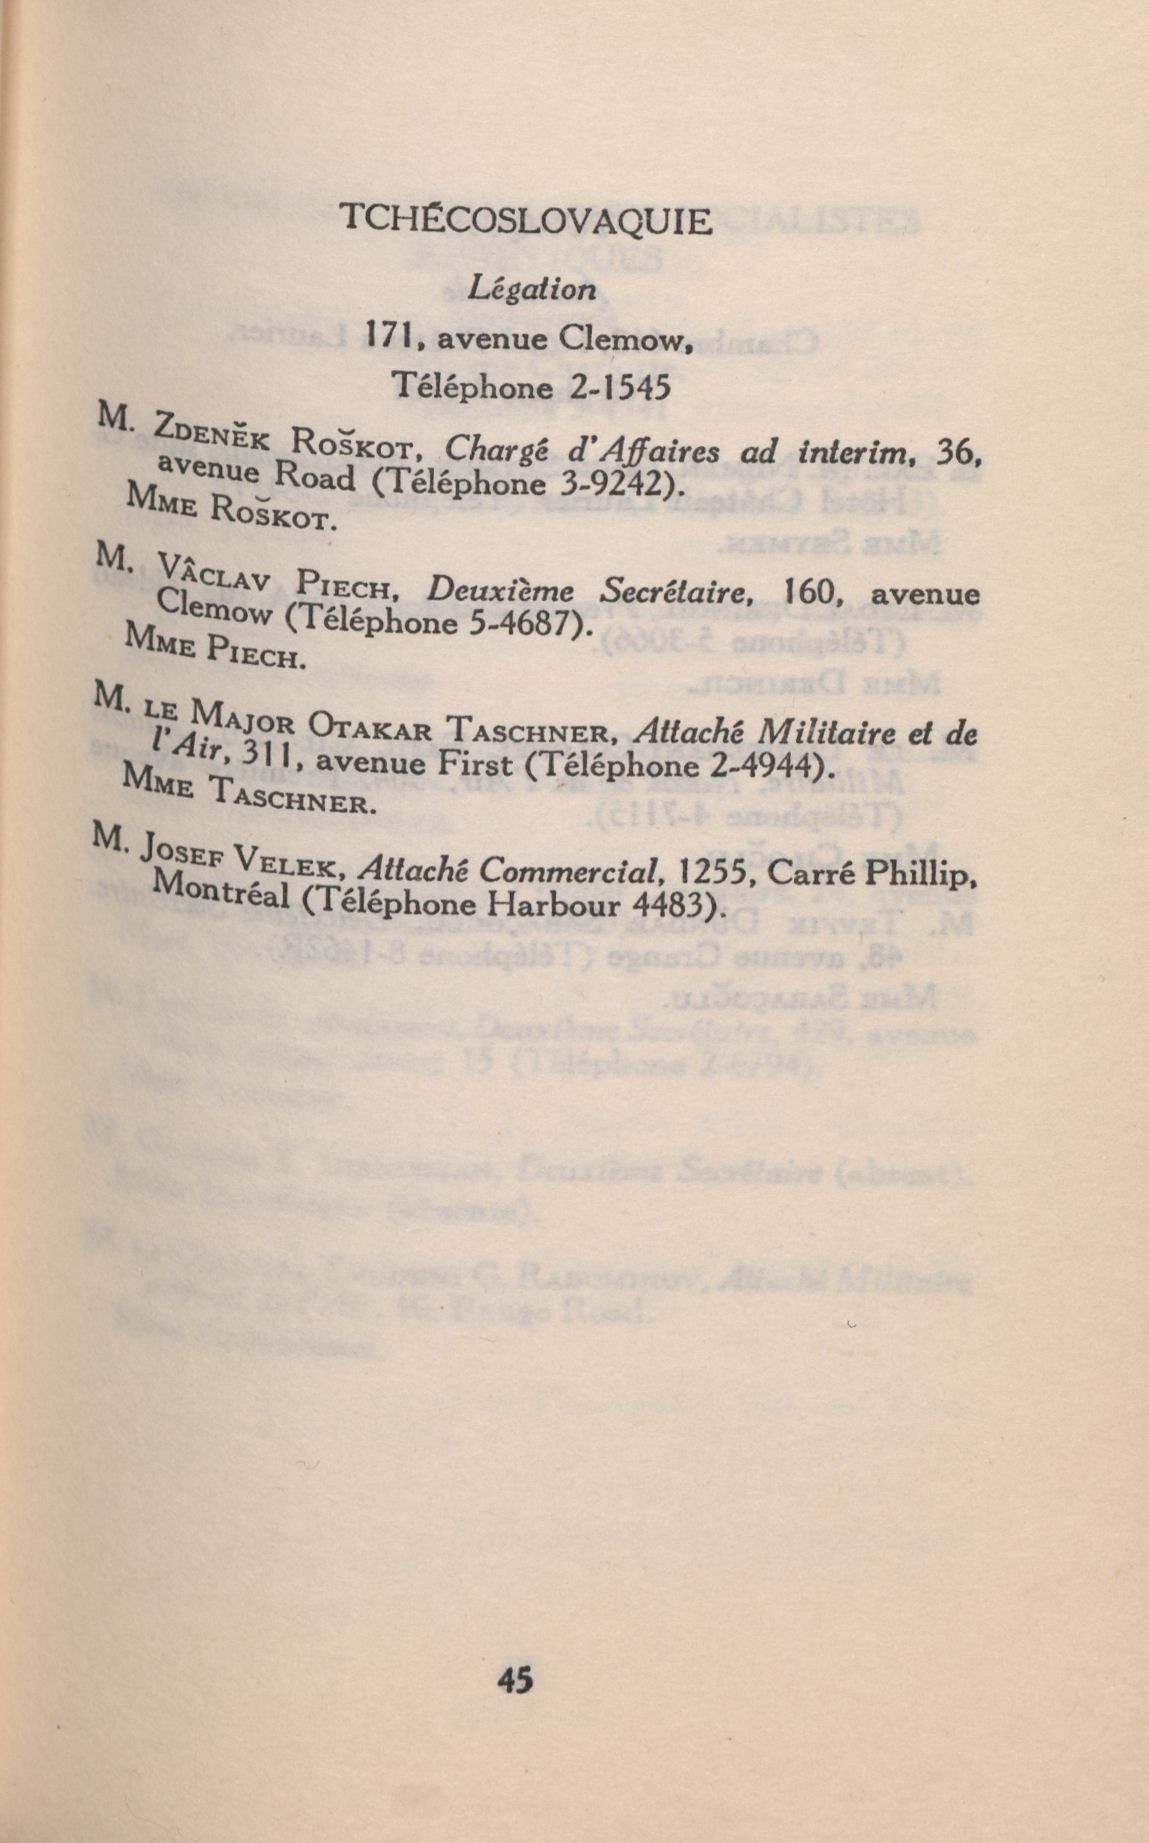 TCHÉCOSLOVAQUIE
Légation
171, avenue Clemow,
Téléphone 2-1545
M. ZDENĚK ROŠKOT, Chargé d'Affaires ad interim, 36,
avenue Road (Téléphone 3-9242).
MME ROŠKOT.
M. VÂCLAV PIECH, Deuxième Secrétaire, 160, avenue
Clemow (Téléphone 5-4687).
MME PIECH.
M. LE MAJOR OTAKAR TASCHNER, Attaché Militaire et de
l'Air, 311, avenue First (Téléphone 2-4944).
MME TASCHNER.
M. JOSEF VELEK, Attaché Commercial, 1255, Carré Phillip,
Montréal (Téléphone Harbour 4483).
45